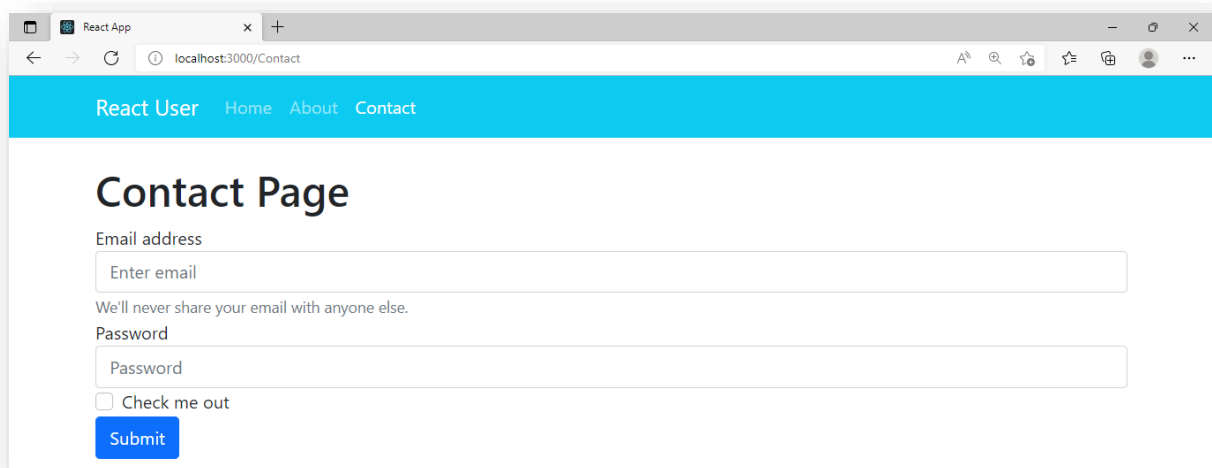 React App
localhost:3000/Contact
React User Home About Contact
Contact Page
Email address
Enter email
We'll never share your email with anyone else.
Password
Password
Check me out
Submit